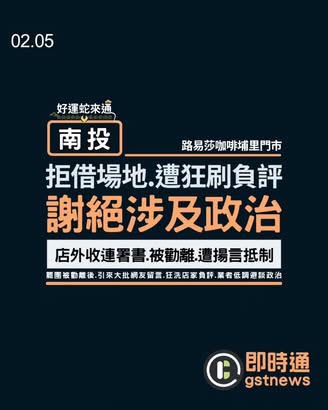 02.05
好運蛇來通
南投
路易莎咖啡埔里門市
拒借場地.遭狂刷負評
謝絕涉及政治
店外收連署書.被勸離.遭揚言抵制
罷團被勸離後.引來大批網友留言.狂洗店家負評.業者低調避談政治
即時通
gstnews